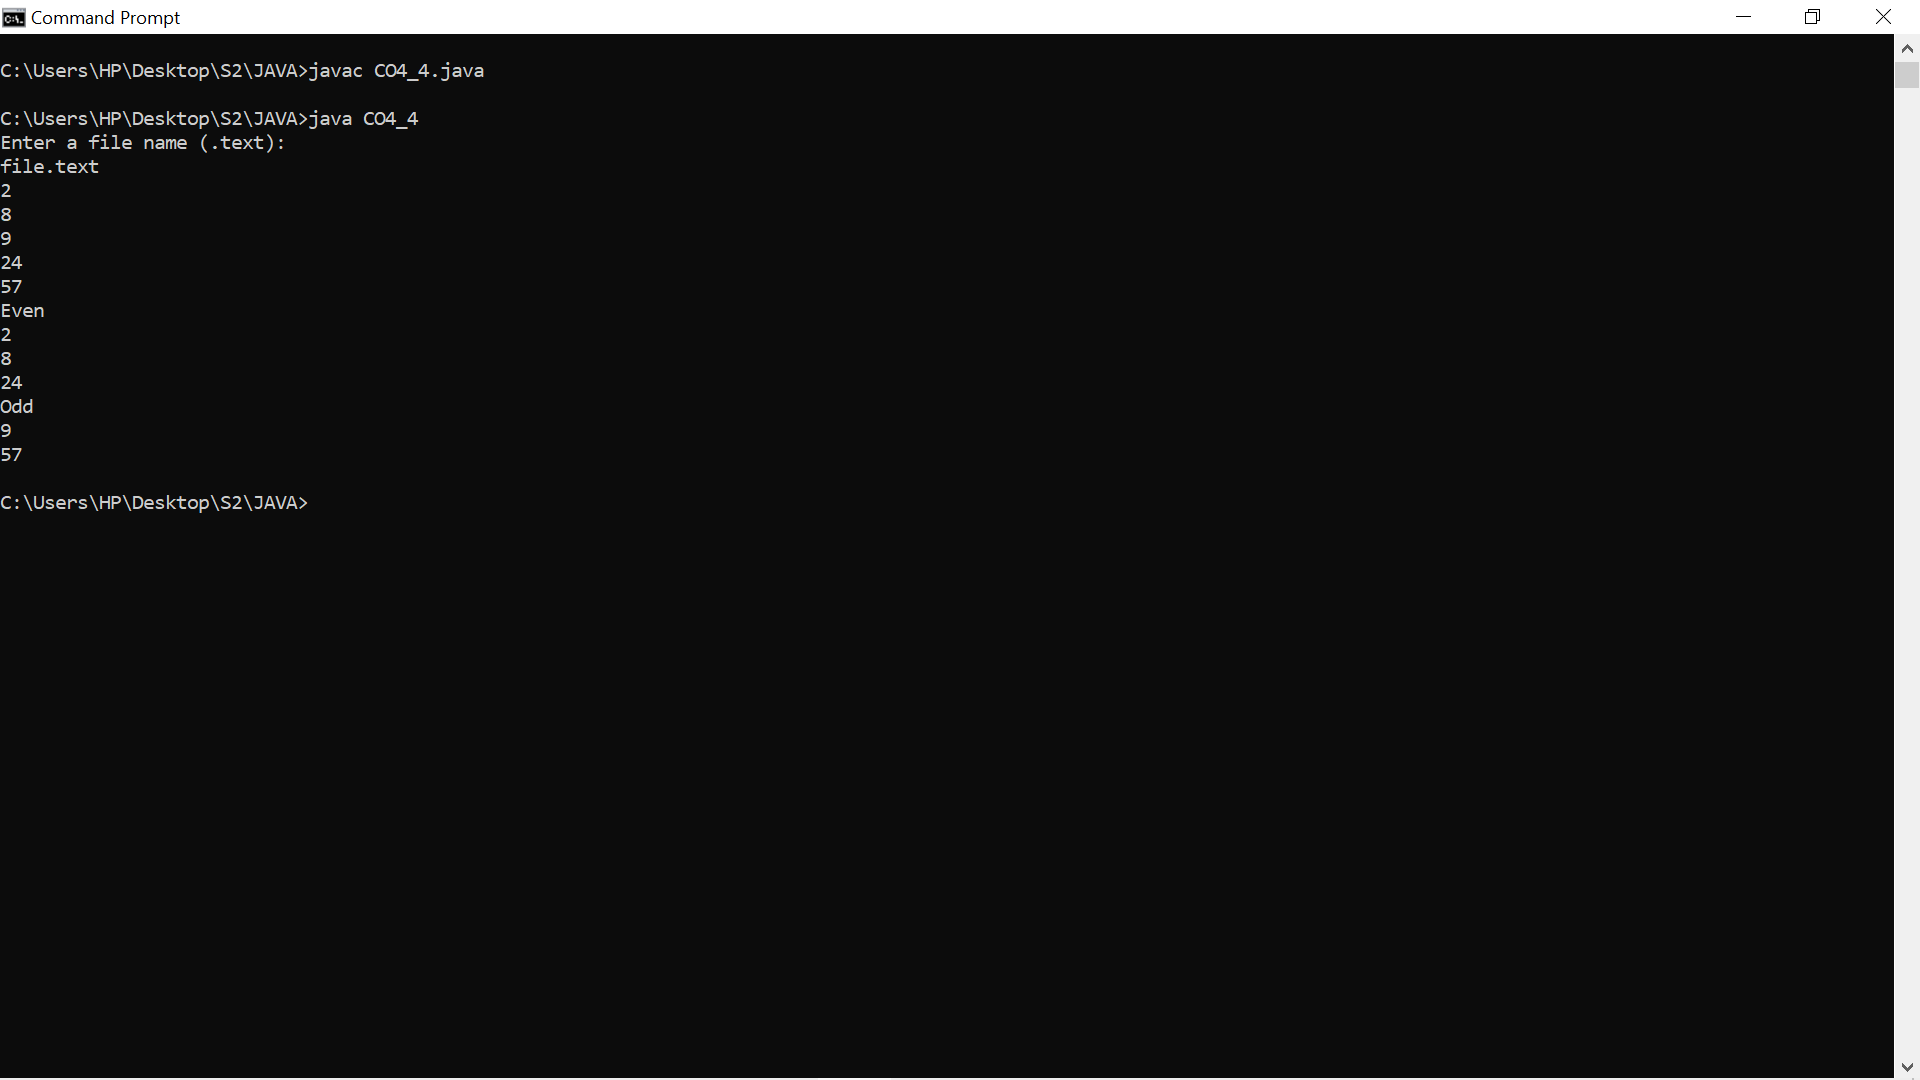 Command Prompt
C:\Users\HP\Desktop\S2\JAVA>javac CO4_4.java
C:\Users\HP\Desktop\S2\JAVA>java CO4_4
Enter a file name (.text):
file.text
2
8
9
24
57
Even
2
8
24
Odd
9
57
C:\Users\HP\Desktop\S2\JAVA>